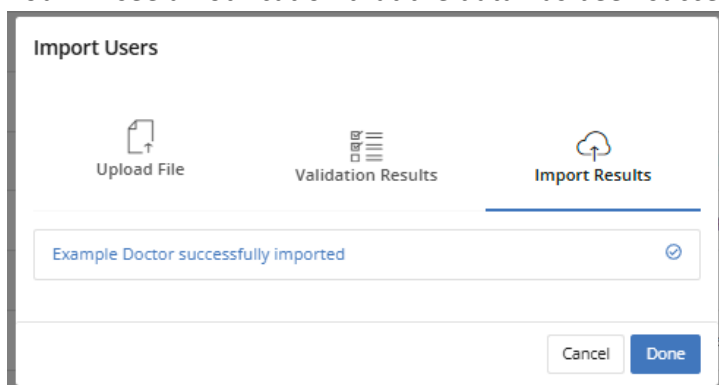 Import Users
Upload File
Validation Results
Import Results
Example Doctor successfully imported
Cancel
Done